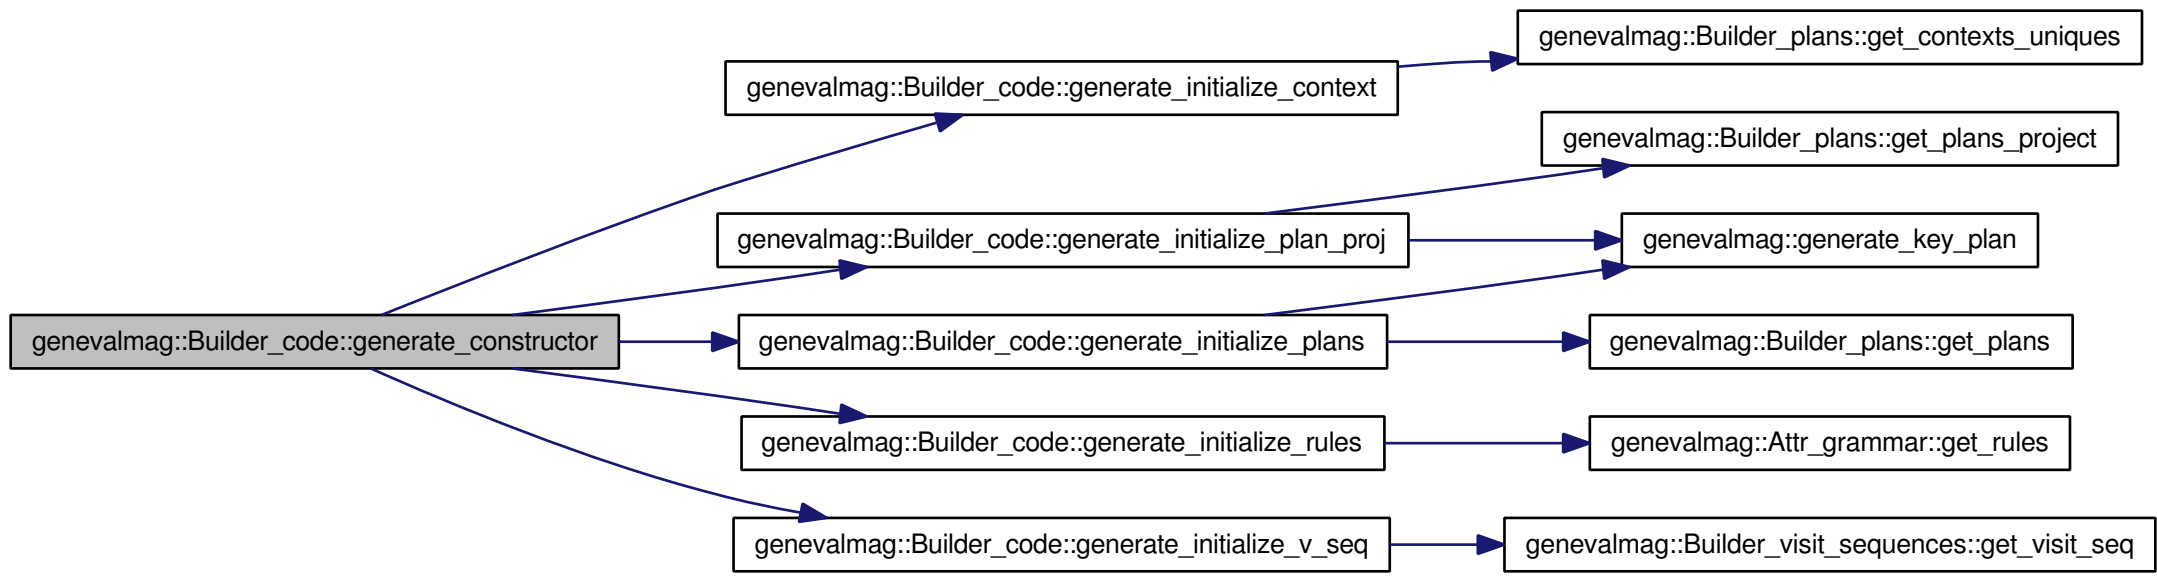 genevalmag::Builder_plans::get_contexts_uniques
genevalmag::Builder_code::generate_initialize_context
genevalmag::Builder_plans::get_plans_project
genevalmag::Builder_code::generate_initialize_plan_proj
genevalmag::generate_key_plan
genevalmag::Builder_code::generate_constructor
genevalmag::Builder_code::generate_initialize_plans
genevalmag::Builder_plans::get_plans
genevalmag::Builder_code::generate_initialize_rules
genevalmag::Attr_grammar::get_rules
genevalmag::Builder_code::generate_initialize_v_seq
genevalmag::Builder_visit_sequences::get_visit_seq